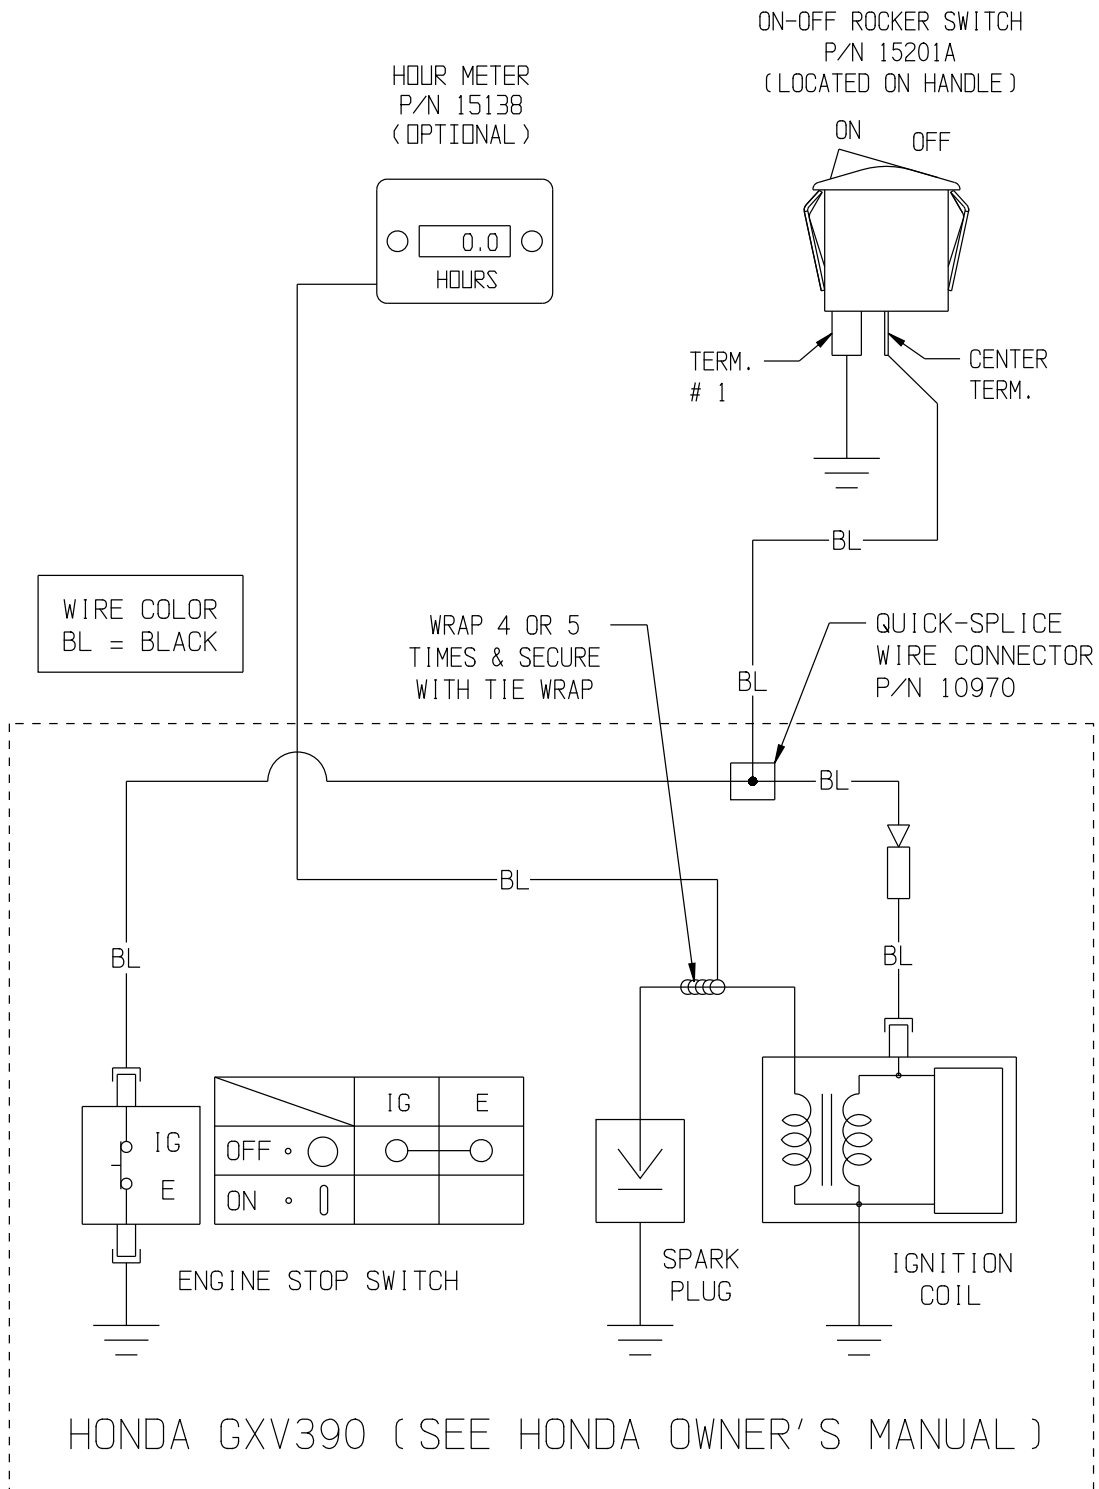 ON-OFF ROCKER SWITCH
P/N 15201A
(LOCATED ON HANDLE)
HOUR METER
P/N 15138
(OPTIONAL)
ON
OFF
0.0
HOURS
TERM.
# 1
CENTER
TERM.
BL
WIRE COLOR
BL = BLACK
WRAP 4 OR 5
TIMES & SECURE
WITH TIE WRAP
QUICK-SPLICE
WIRE CONNECTOR
P/N 10970
BL
BL
BL
BL
BL
IG
E
IG
E
OFF
ON
ENGINE STOP SWITCH
SPARK
PLUG
IGNITION
COIL
HONDA GXV390 (SEE HONDA OWNER'S MANUAL)